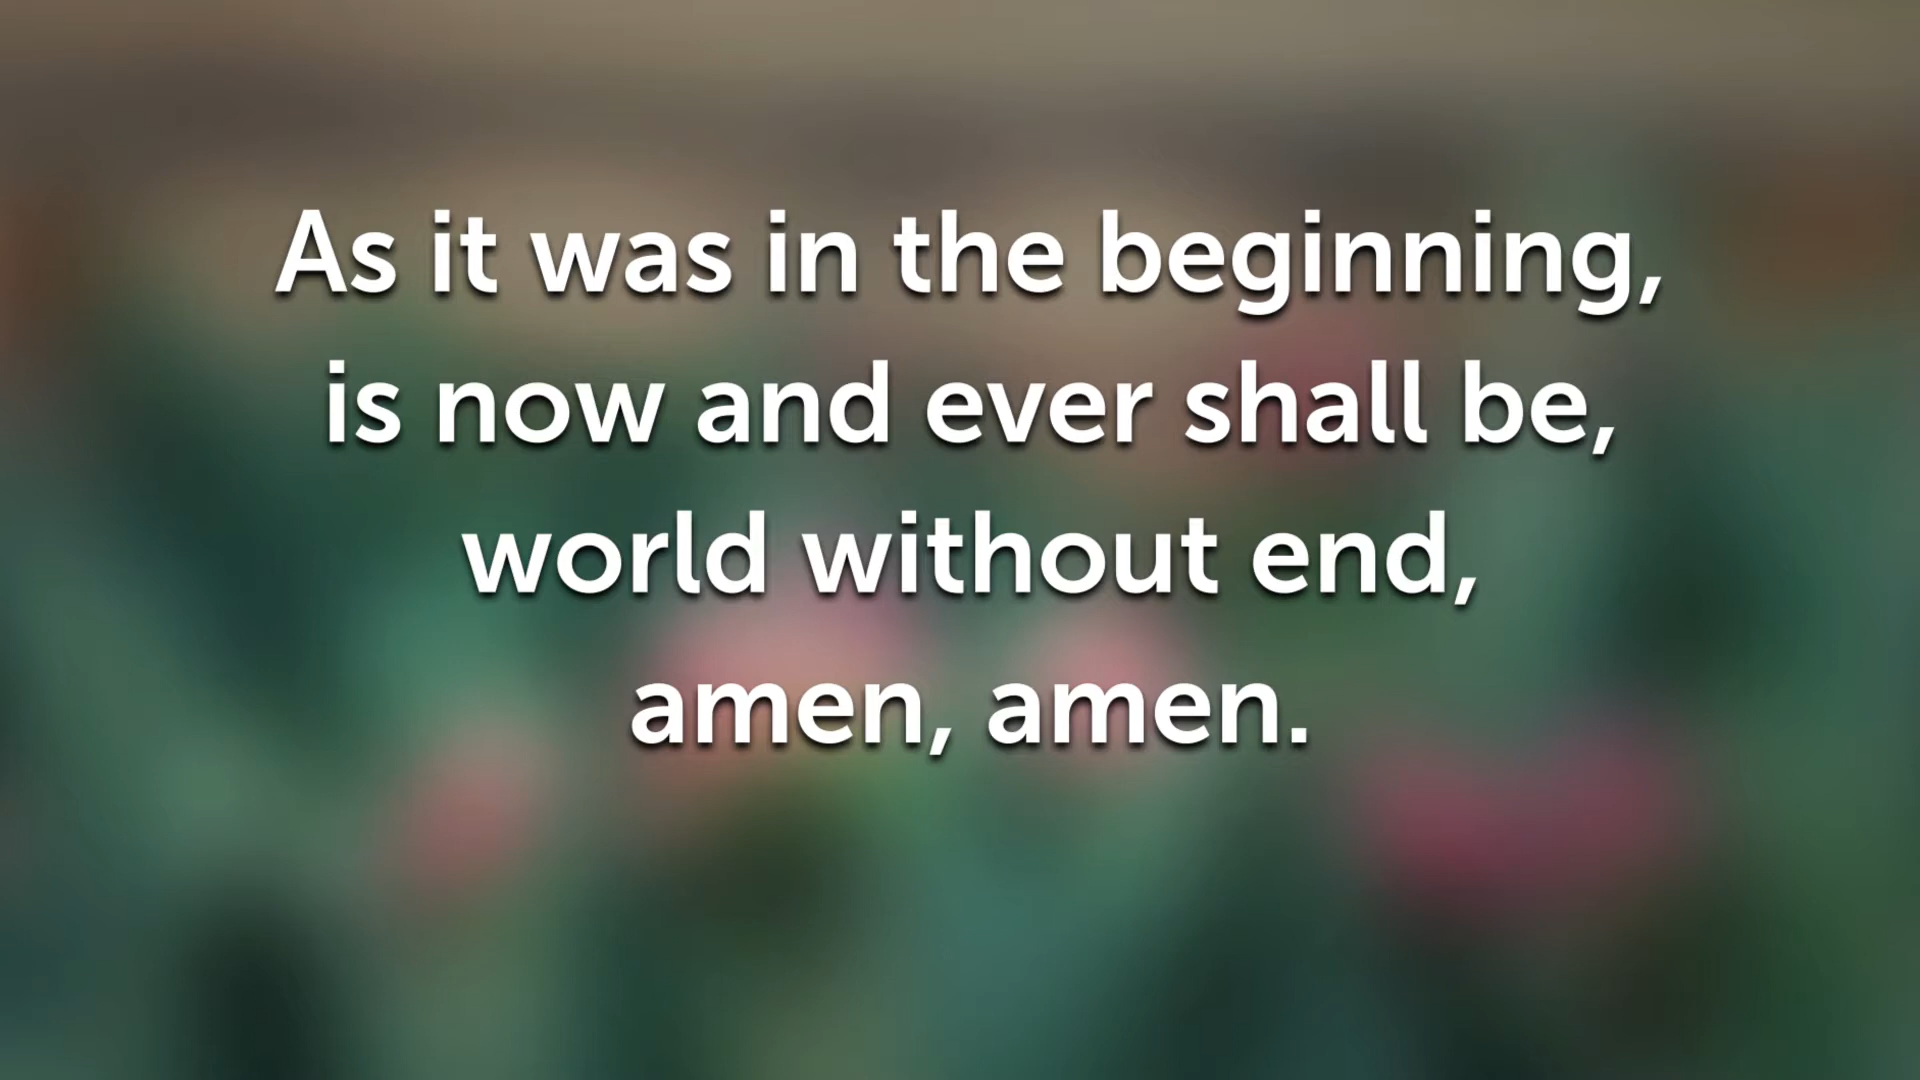 As it was in the beginning,
is now and ever shall be,
world without end,
amen, amen.